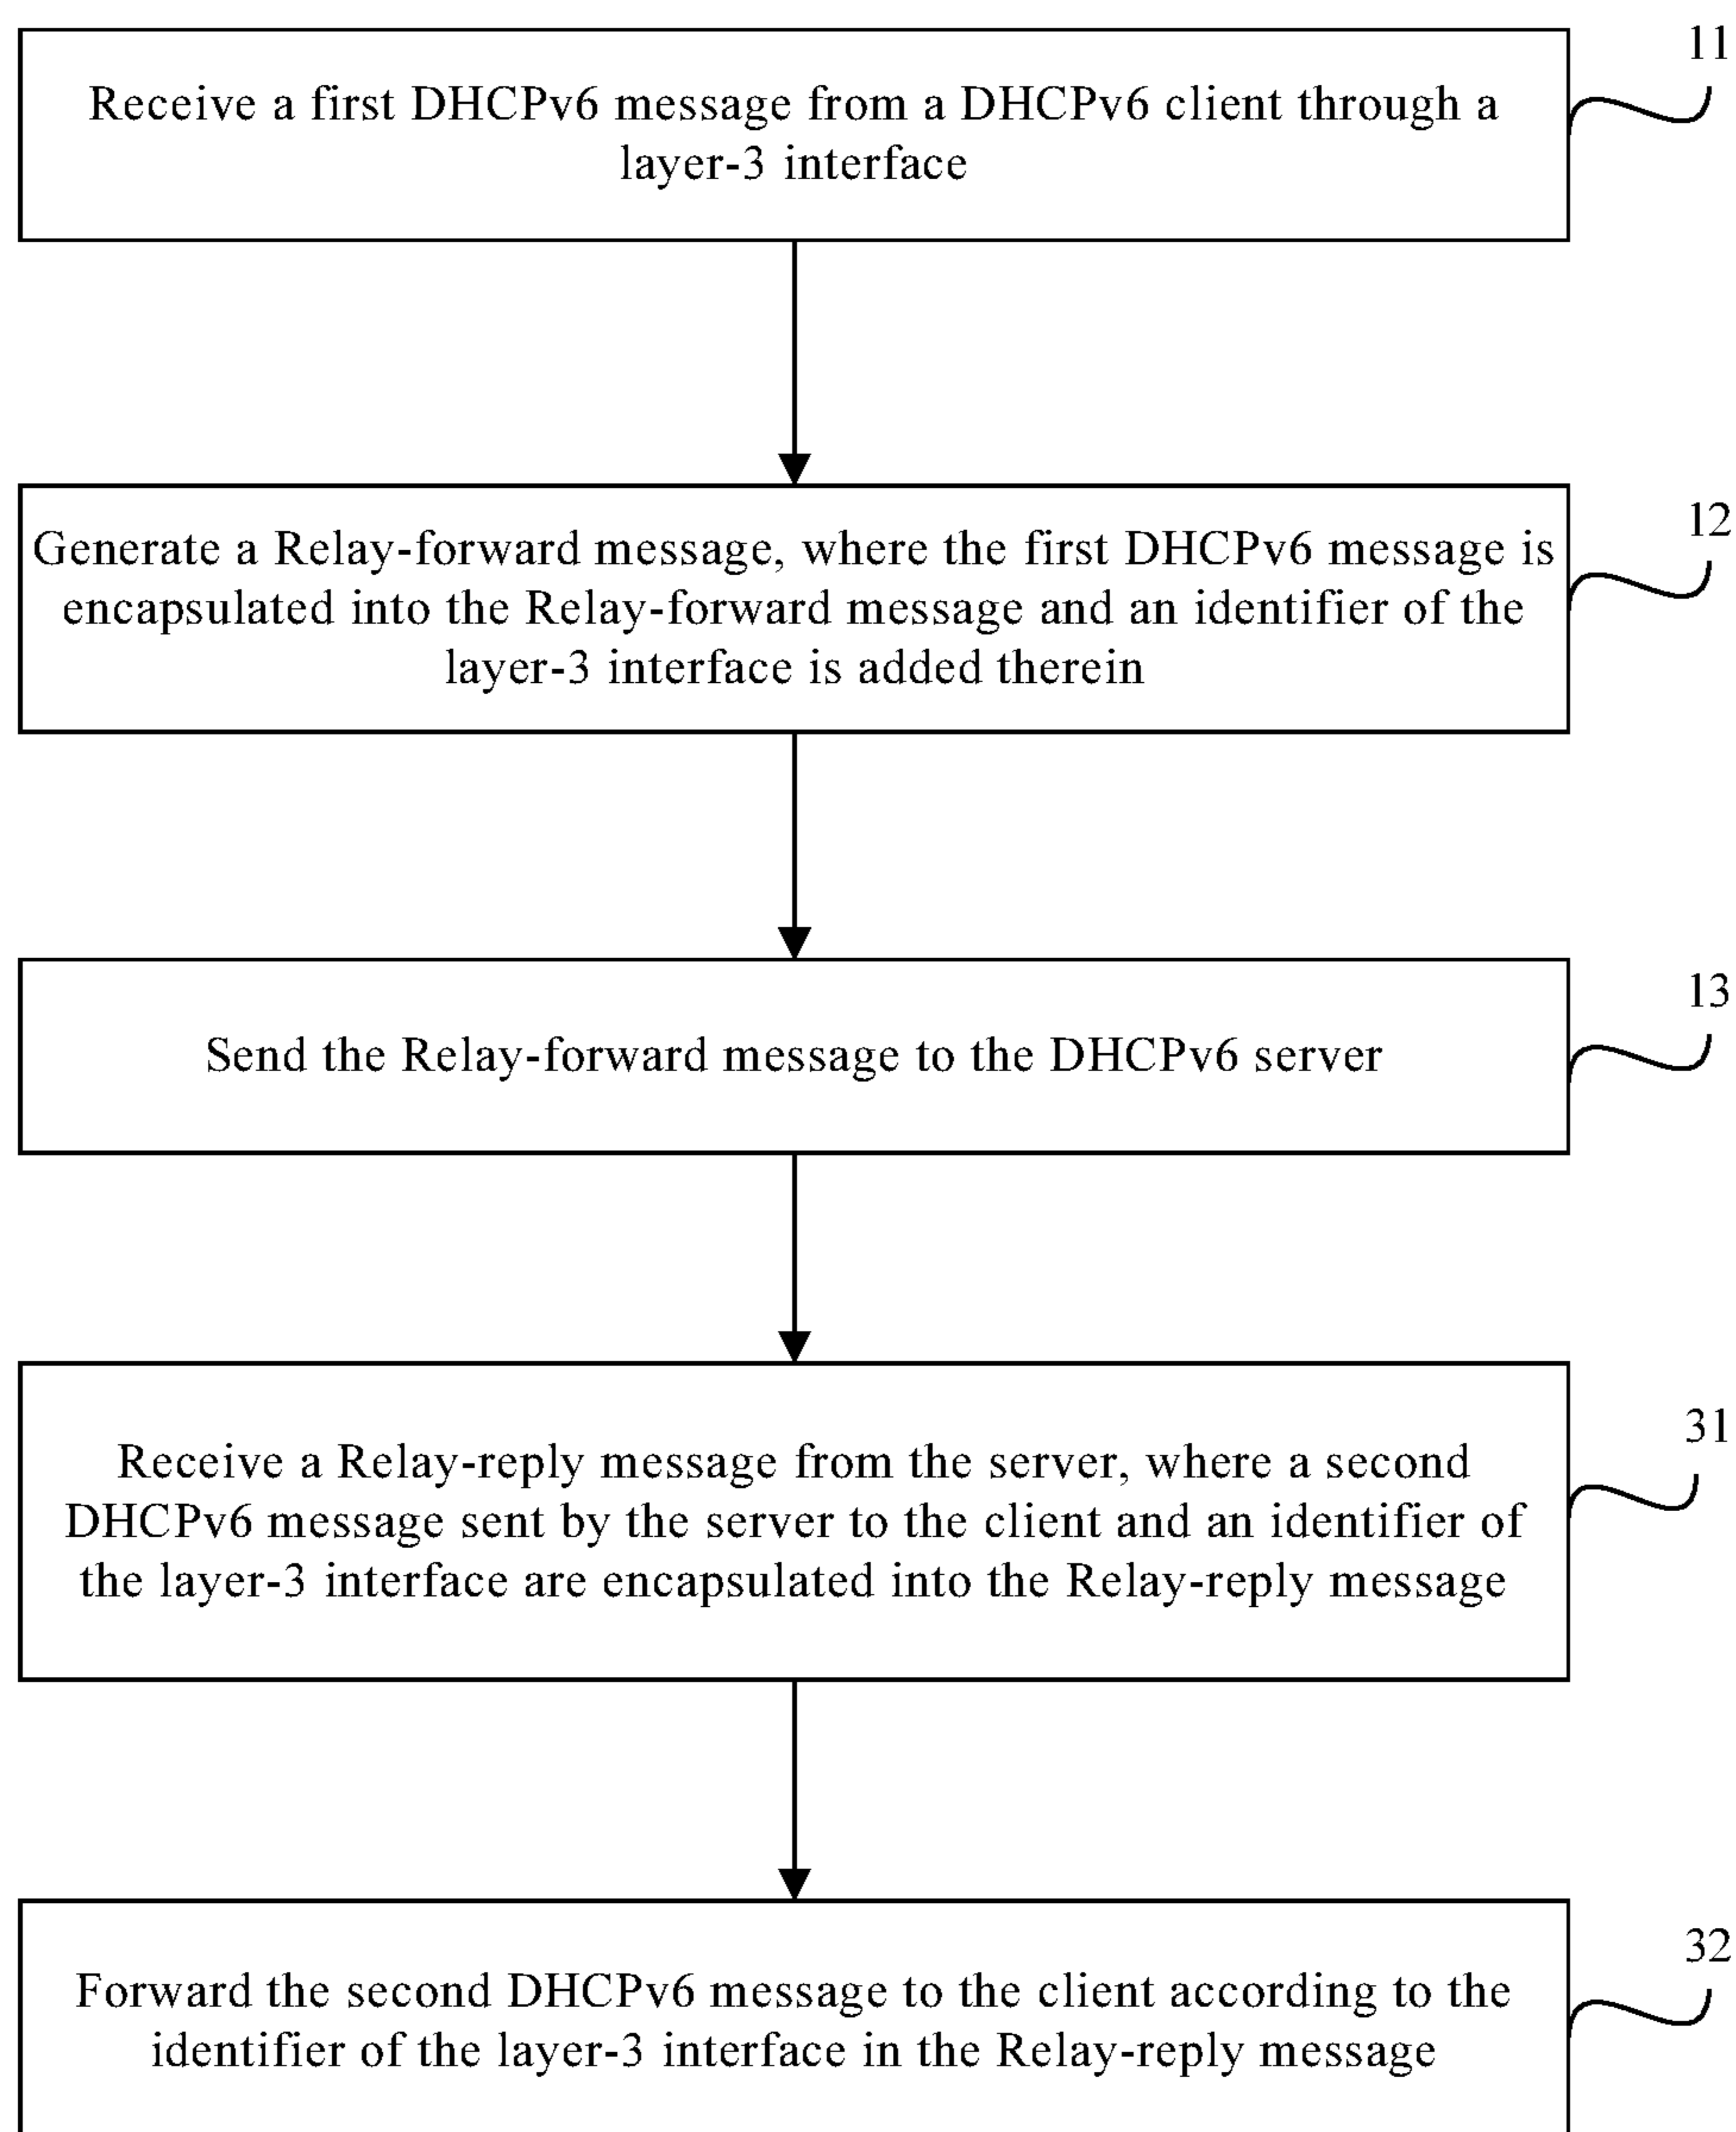 11
Receive a first DHCPv6 message from a DHCPv6 client through a
layer-3 interface
12
Generate a Relay-forward message, where the first DHCPv6 message is
encapsulated into the Relay-forward message and an identifier of the
layer-3 interface is added therein
13
Send the Relay-forward message to the DHCPv6 server
31
Receive a Relay-reply message from the server, where a second
DHCPv6 message sent by the server to the client and an identifier of
the layer-3 interface are encapsulated into the Relay-reply message
32
Forward the second DHCPv6 message to the client according to the
identifier of the layer-3 interface in the Relay-reply message